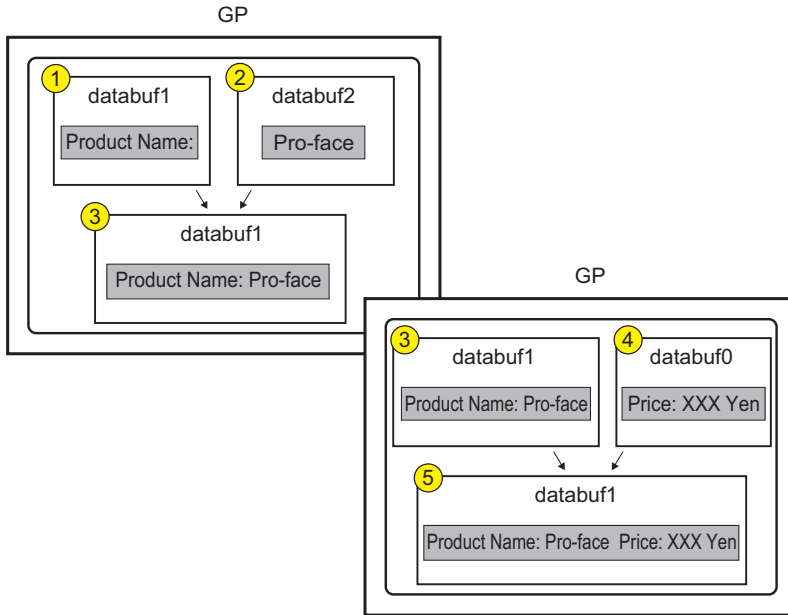 GP
1
databuf1
Product Name:
2
databuf2
Pro-face
3
databuf1
Product Name: Pro-face
GP
3
databuf1
Product Name: Pro-face
4
databuf0
Price: XXX Yen
5
databuf1
Product Name: Pro-face  Price: XXX Yen